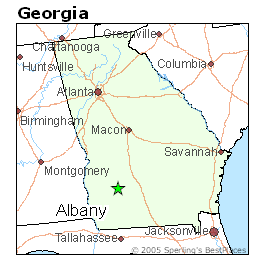 Georgia
Greenville
Chattanooga
Huntsville
Columbia
Atlanta
Birmingham
Macon
Savannah
Montgomery
Albany
Jacksonville
Tallahassee
© 2005 Sperling's BestPlaces